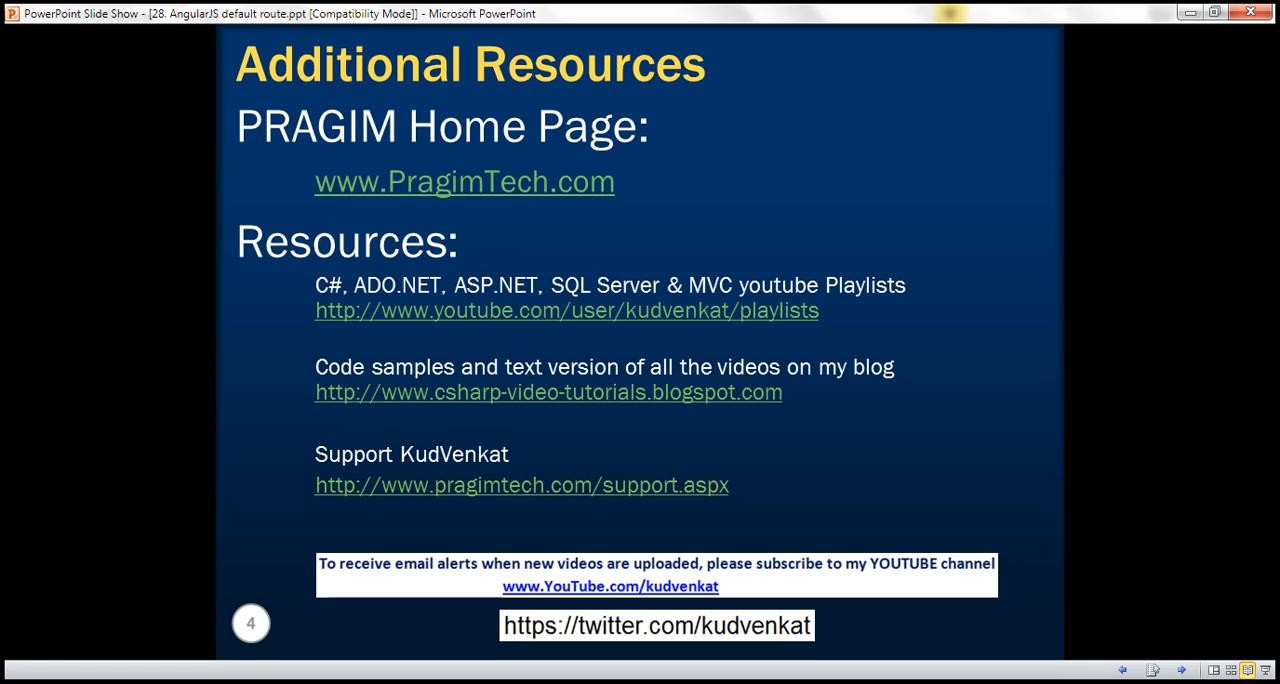 PowerPoint Slide Show - [28. AngularJS default route.ppt [Compatibility Mode]] - Microsoft PowerPoint
Additional Resources
PRAGIM Home Page:
www.PragimTech.com
Resources:
C#, ADO.NET, ASP.NET, SQL Server & MVC youtube Playlists
http://www.youtube.com/user/kudvenkat/playlists
Code samples and text version of all the videos on my blog
http://www.csharp-video-tutorials.blogspot.com
Support KudVenkat
http://www.pragimtech.com/support.aspx
To receive email alerts when new videos are uploaded, please subscribe to my YOUTUBE channel
www.YouTube.com/kudvenkat
4
https://twitter.com/kudvenkat